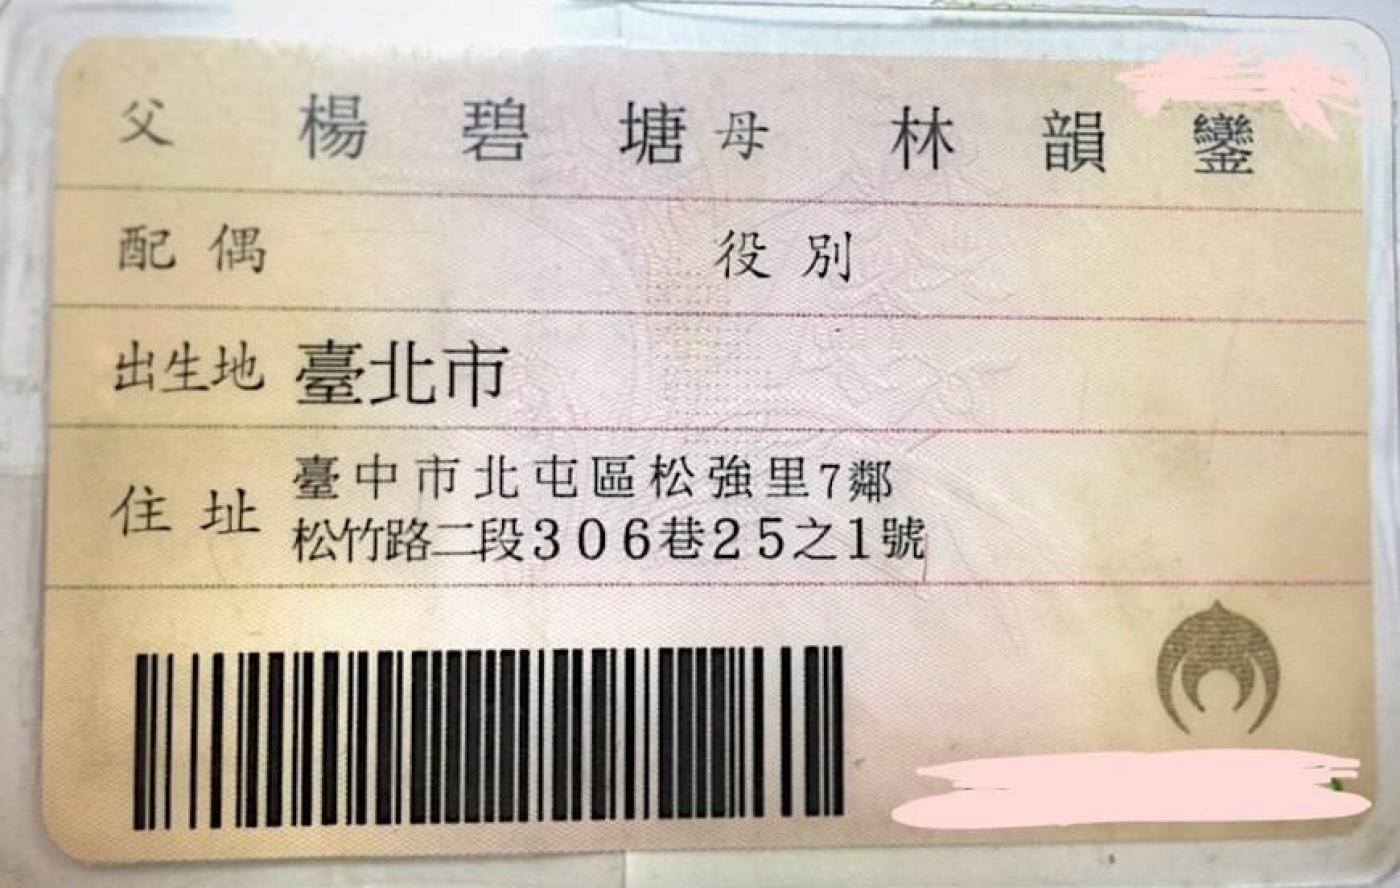 父 楊碧塘 母 林韻鑾
配偶 役別
出生地 臺北市
住址 臺中市北屯區松強里7鄰
松竹路二段306巷25之1號